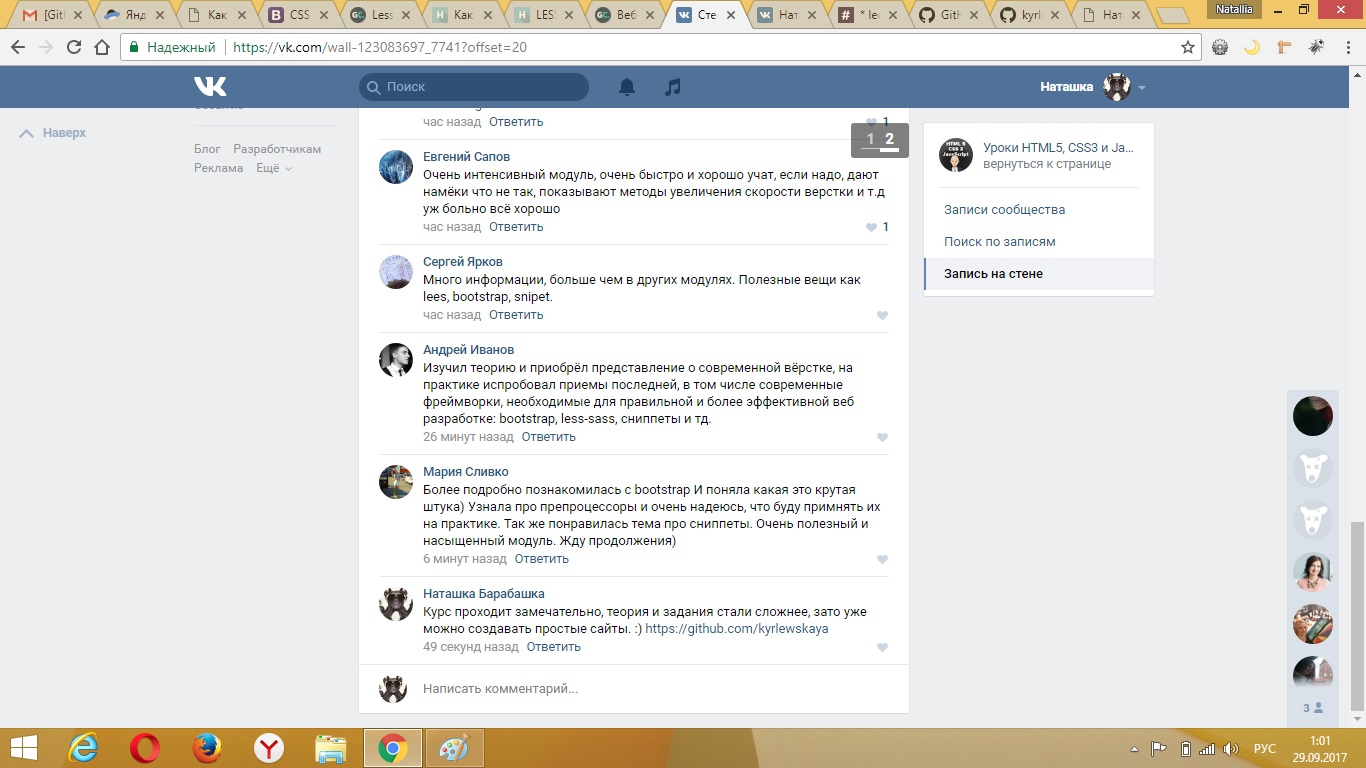 [Gitl
Янд
Как
CSS
Less
Как
LES
Веб
Сте
Нат
* lee
GitH
kyrl
Нат
Natallia
Надежный
https://vk.com/wall-123083697_7741?offset=20
Поиск
Наташка
Наверх
Блог Разработчикам
Реклама Ещё
час назад Ответить
1
1 2
Евгений Сапов
Очень интенсивный модуль, очень быстро и хорошо учат, если надо, дают
намёки что не так, показывают методы увеличения скорости верстки и т.д
уж больно всё хорошо
час назад Ответить
1
Сергей Ярков
Много информации, больше чем в других модулях. Полезные вещи как
lees, bootstrap, snipet.
час назад Ответить
Андрей Иванов
Изучил теорию и приобрёл представление о современной вёрстке, на
практике испробовал приемы последней, в том числе современные
фреймворки, необходимые для правильной и более эффективной веб
разработке: bootstrap, less-sass, сниппеты и тд.
26 минут назад Ответить
Мария Сливко
Более подробно познакомилась с bootstrap И поняла какая это крутая
штука) Узнала про препроцессоры и очень надеюсь, что буду примнять их
на практике. Так же понравилась тема про сниппеты. Очень полезный и
насыщенный модуль. Жду продолжения)
6 минут назад Ответить
Наташка Барабашка
Курс проходит замечательно, теория и задания стали сложнее, зато уже
можно создавать простые сайты. :) https://github.com/kyrlewskaya
49 секунд назад Ответить
Написать комментарий...
HTML 5
CSS 3
JavaScript
Уроки HTML5, CSS3 и Ja...
вернуться к странице
Записи сообщества
Поиск по записям
Запись на стене
3
РУС
1:01
29.09.2017